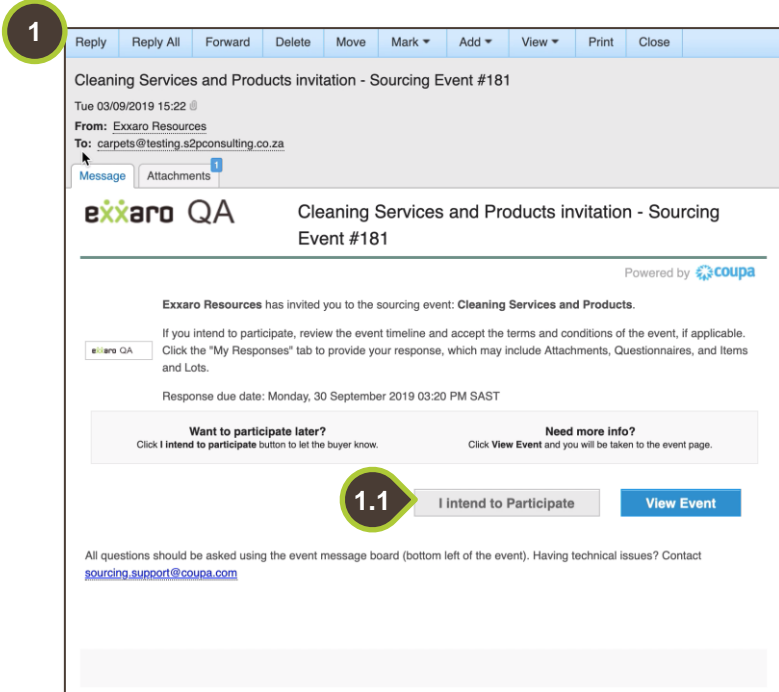 1
Reply Reply All Forward Delete Move Mark Add View Print Close
Cleaning Services and Products invitation - Sourcing Event #181
Tue 03/09/2019 15:22
From: Exxaro Resources
To: carpets@testing.s2pconsulting.co.za
Message Attachments 1
exxaro QA
Cleaning Services and Products invitation - Sourcing
Event #181
Powered by coupa
Exxaro Resources has invited you to the sourcing event: Cleaning Services and Products.
If you intend to participate, review the event timeline and accept the terms and conditions of the event, if applicable.
exxaro QA
Click the "My Responses" tab to provide your response, which may include Attachments, Questionnaires, and Items
and Lots.
Response due date: Monday, 30 September 2019 03:20 PM SAST
Want to participate later?
Click I intend to participate button to let the buyer know.
Need more info?
Click View Event and you will be taken to the event page.
1.1
I intend to Participate
View Event
All questions should be asked using the event message board (bottom left of the event). Having technical issues? Contact
sourcing.support@coupa.com